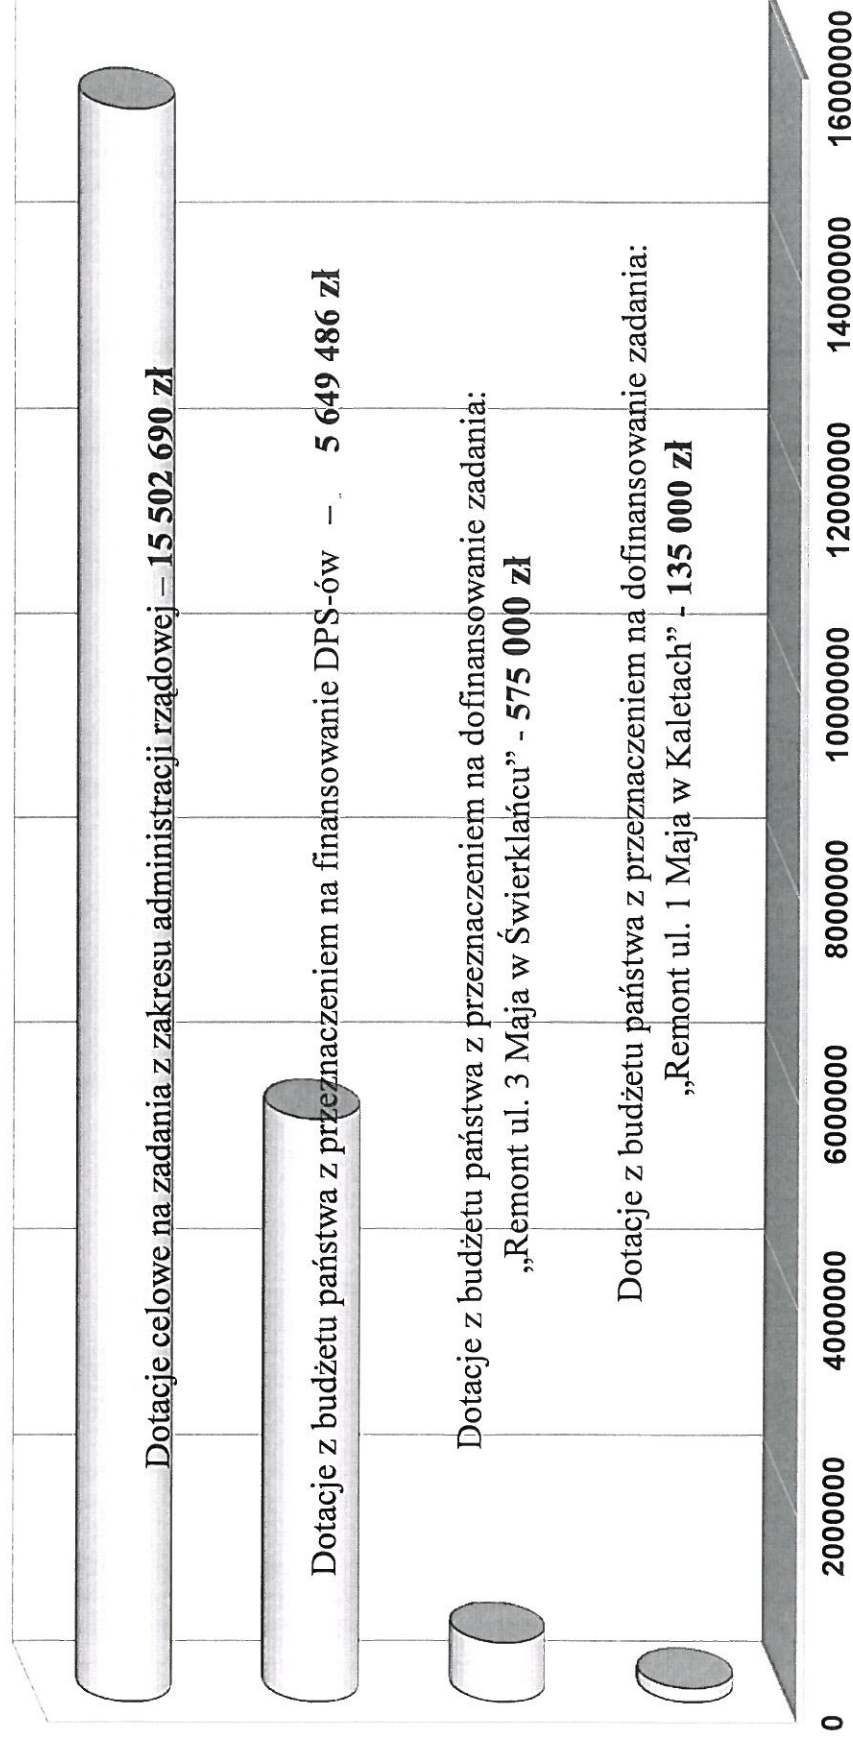 Dotacje celowe na zadania z zakresu administracji rządowej – 15 502 690 zł
Dotacje z budżetu państwa z przeznaczeniem na finansowanie DPS-ów – 5 649 486 zł
Dotacje z budżetu państwa z przeznaczeniem na dofinansowanie zadania:
„Remont ul. 3 Maja w Świerklańcu” - 575 000 zł
Dotacje z budżetu państwa z przeznaczeniem na dofinansowanie zadania:
„Remont ul. 1 Maja w Kaletach” - 135 000 zł
0 2000000 4000000 6000000 8000000 10000000 12000000 14000000 16000000